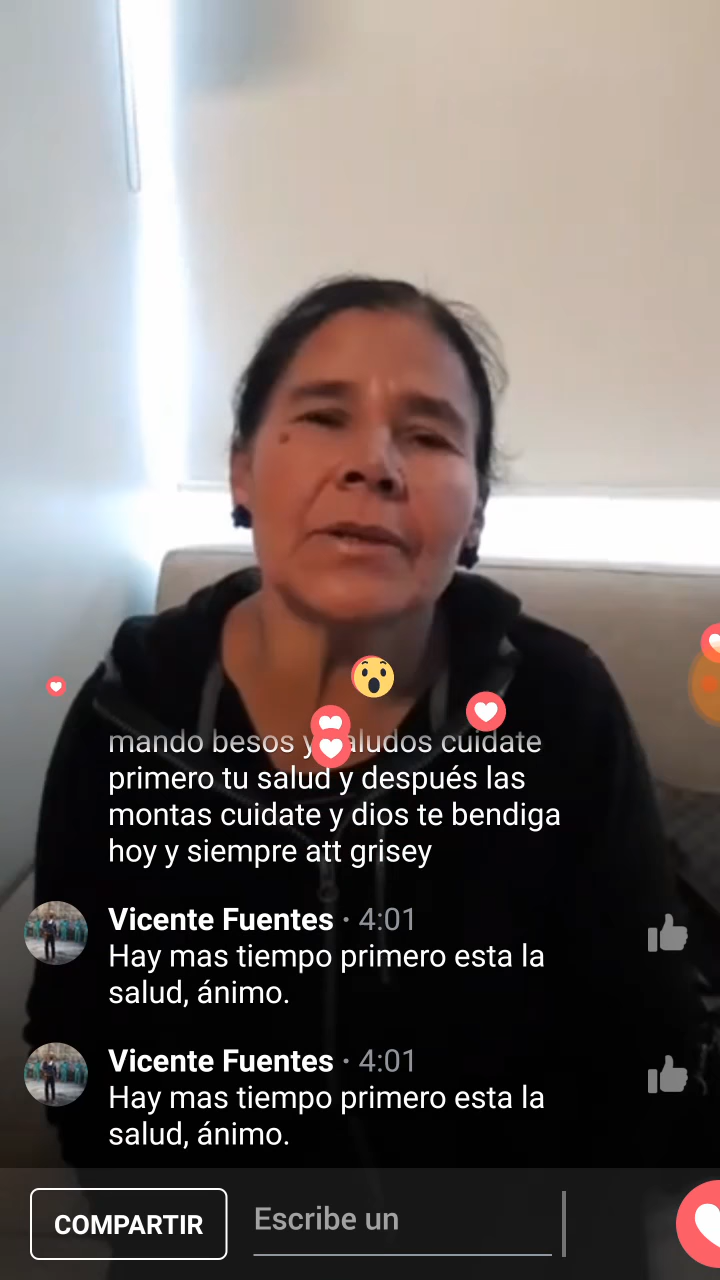 mando besos y saludos cuídate
primero tu salud y después las
montas cuidate y dios te bendiga
hoy y siempre att grisey
Vicente Fuentes · 4:01
Hay mas tiempo primero esta la
salud, ánimo.
Vicente Fuentes · 4:01
Hay mas tiempo primero esta la
salud, ánimo.
COMPARTIR Escribe un